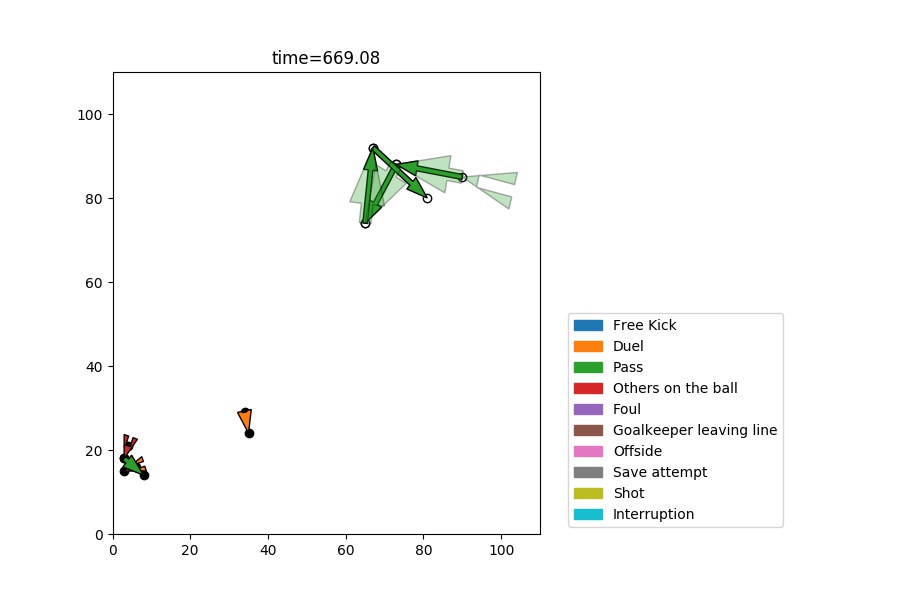 time=669.08
100
80
60
40
20
0
0 20 40 60 80 100
Free Kick
Duel
Pass
Others on the ball
Foul
Goalkeeper leaving line
Offside
Save attempt
Shot
Interruption